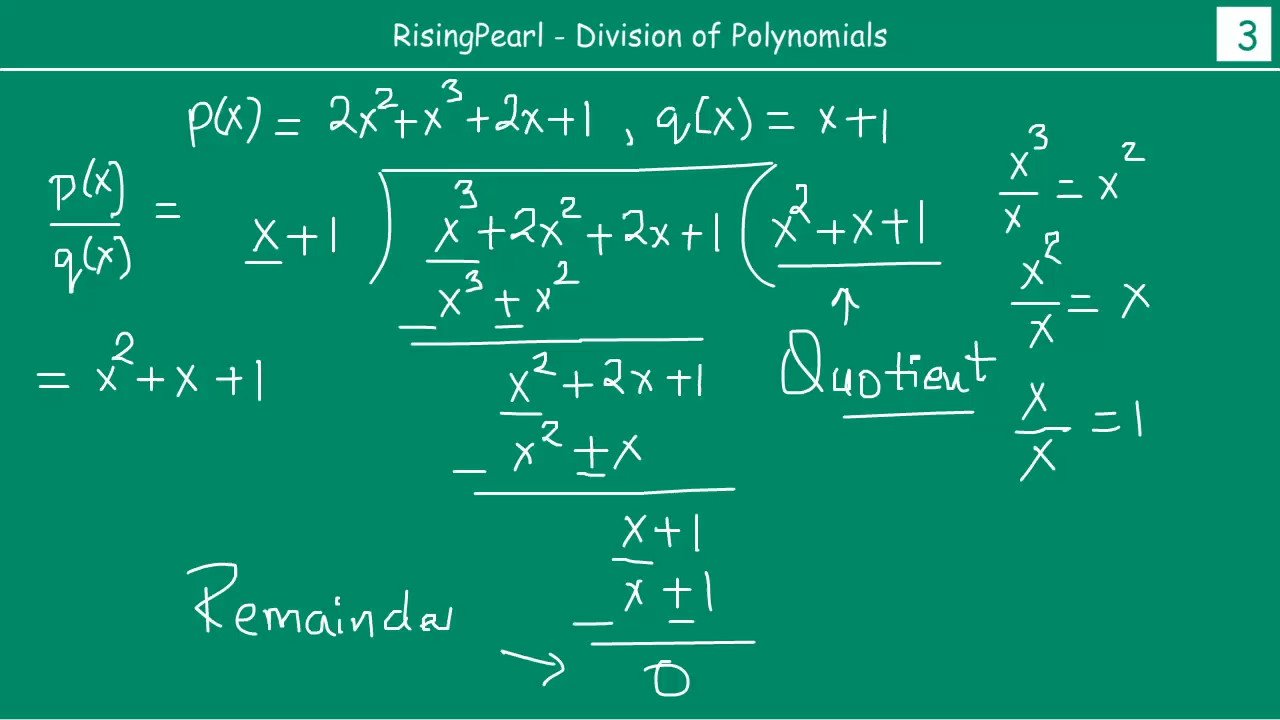 RisingPearl - Division of Polynomials
3
p(x) = 2x² + x³ + 2x + 1 , q(x) = x + 1
p(x)/q(x) =
x + 1 ) x³ + 2x² + 2x + 1 ( x² + x + 1
x³ + x²
− −
= x² + x + 1
x² + 2x + 1
x² + x
− −
x + 1
x + 1
− −
0
↑
Quotient
Remainder →
x³/x = x²
x²/x = x
x/x = 1